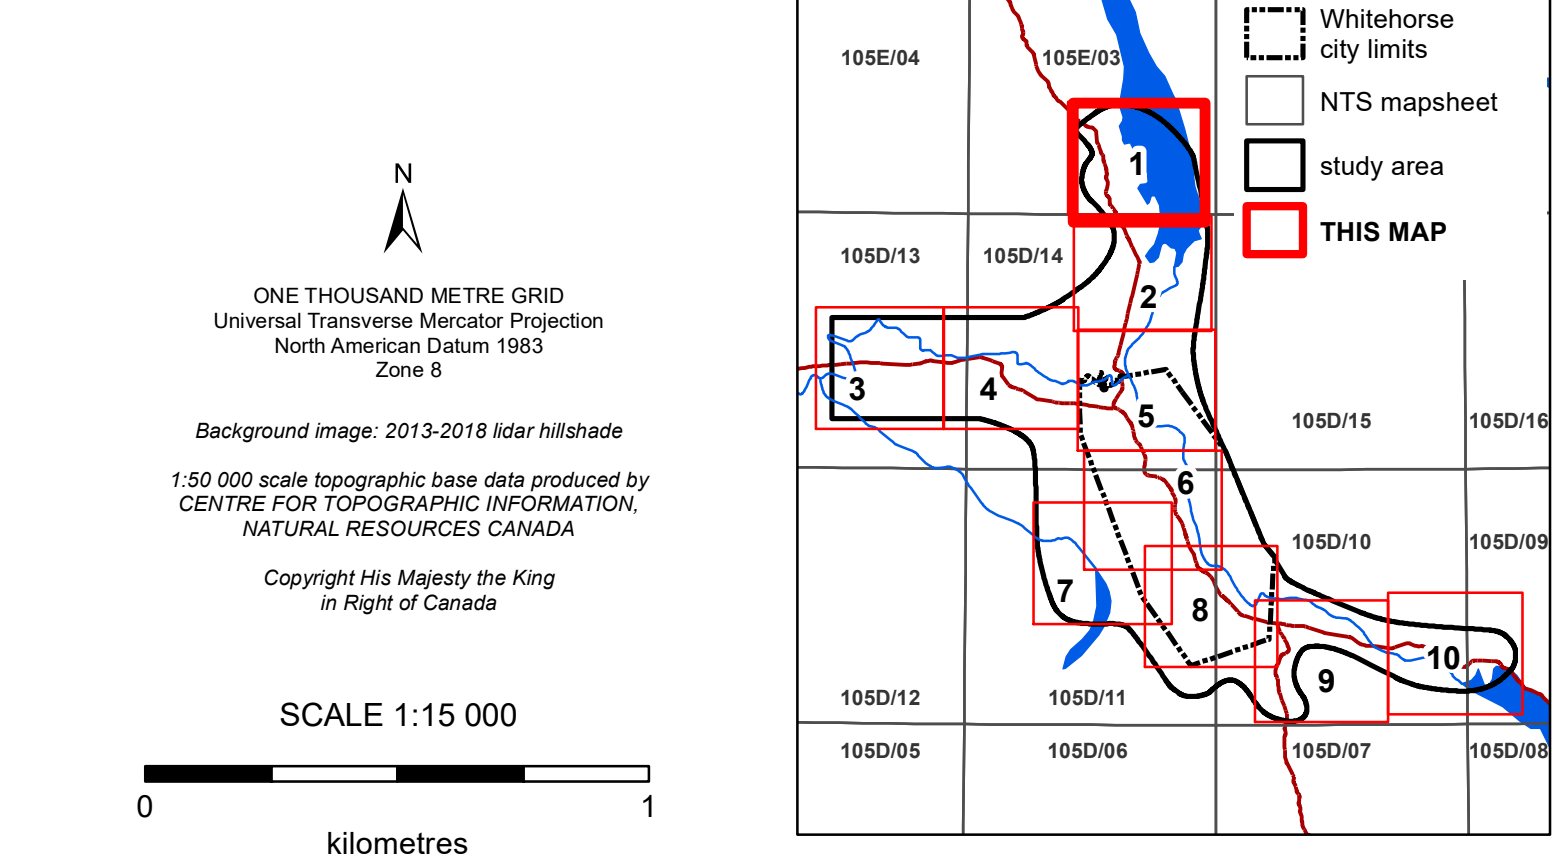 N
ONE THOUSAND METRE GRID
Universal Transverse Mercator Projection
North American Datum 1983
Zone 8
Background image: 2013-2018 lidar hillshade
1:50 000 scale topographic base data produced by
CENTRE FOR TOPOGRAPHIC INFORMATION,
NATURAL RESOURCES CANADA
Copyright His Majesty the King
in Right of Canada
SCALE 1:15 000
0 1
kilometres
105E/04
105E/03
1
105D/13
105D/14
2
3
4
5
105D/15
105D/16
6
105D/10
105D/09
7
8
9
10
105D/12
105D/11
105D/05
105D/06
105D/07
105D/08
Whitehorse
city limits
NTS mapsheet
study area
THIS MAP